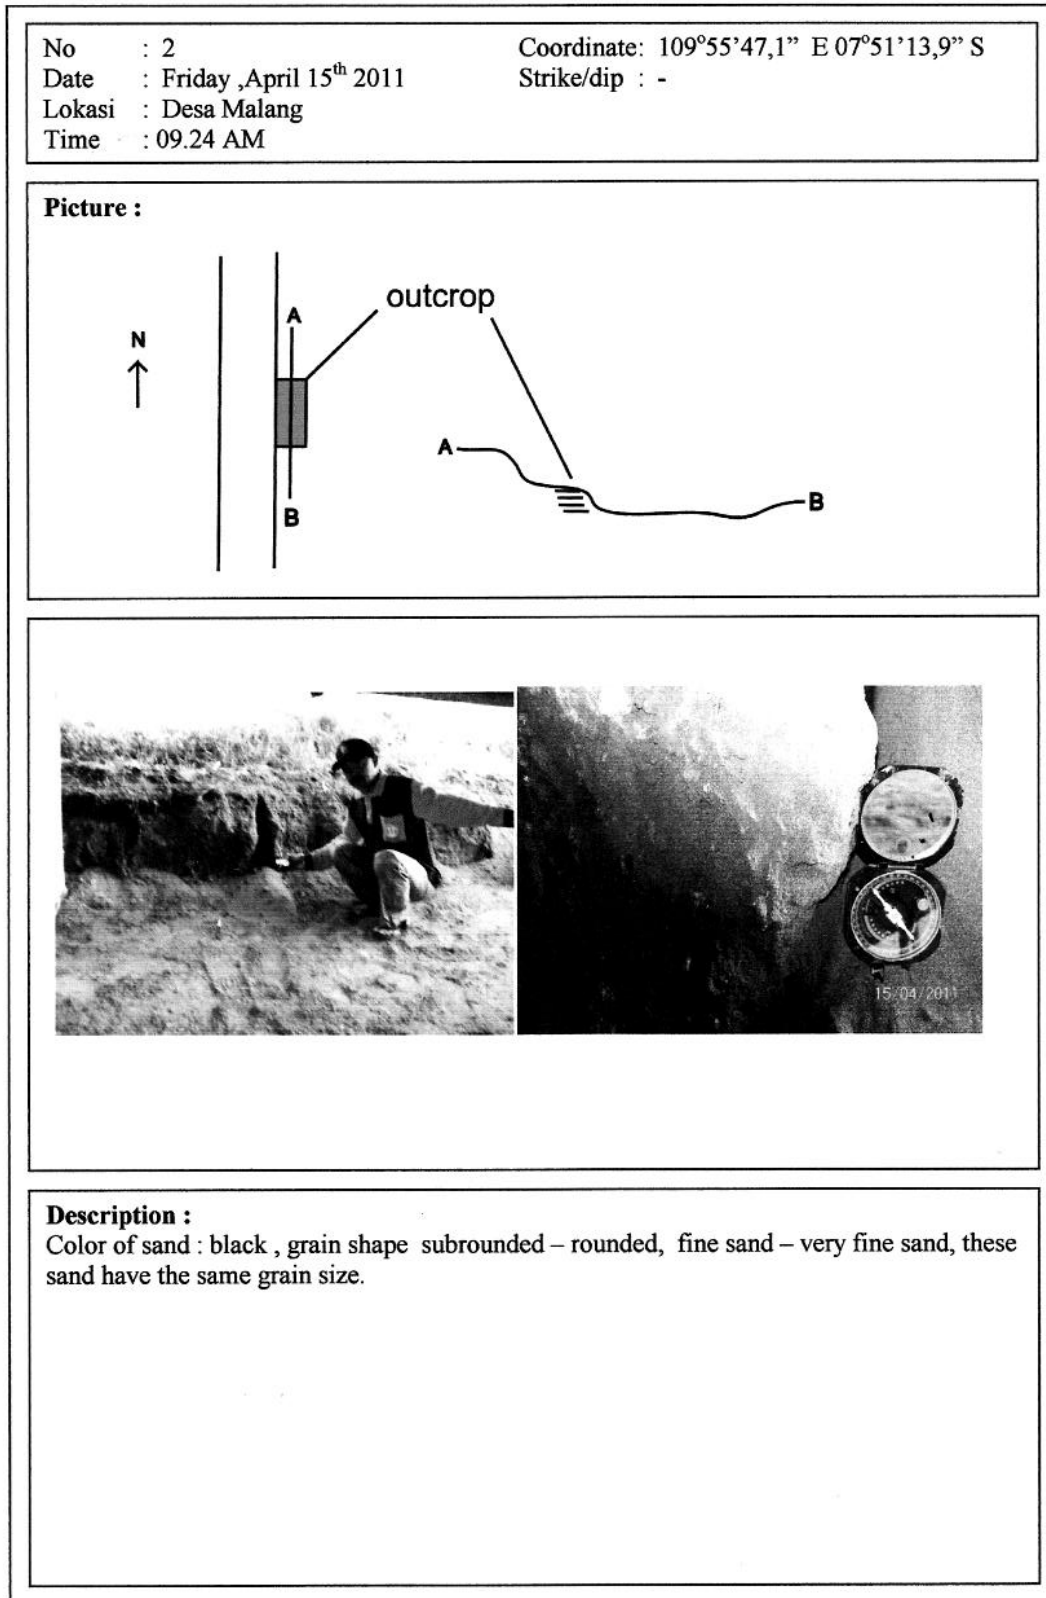 No : 2
Coordinate: 109°55'47,1" E 07°51'13,9" S
Date : Friday ,April 15th 2011
Strike/dip : -
Lokasi : Desa Malang
Time : 09.24 AM
Picture :
outcrop
N
A
B
A
B
15/04/2011
Description :
Color of sand : black , grain shape subrounded – rounded, fine sand – very fine sand, these
sand have the same grain size.